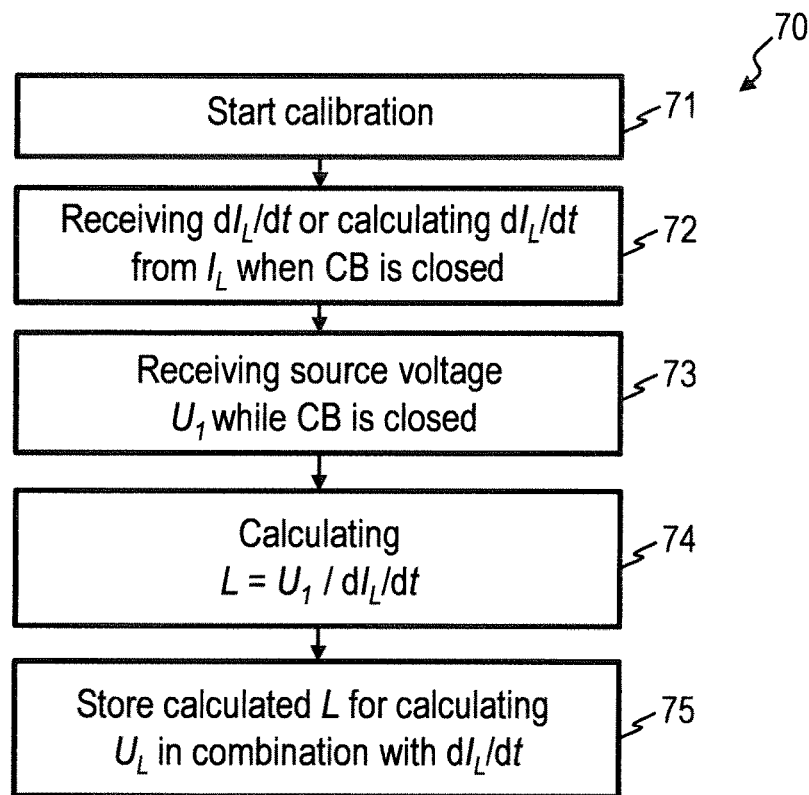 70
Start calibration
71
Receiving dI_L/dt or calculating dI_L/dt
from I_L when CB is closed
72
Receiving source voltage
U_1 while CB is closed
73
Calculating
L = U_1 / dI_L/dt
74
Store calculated L for calculating
U_L in combination with dI_L/dt
75